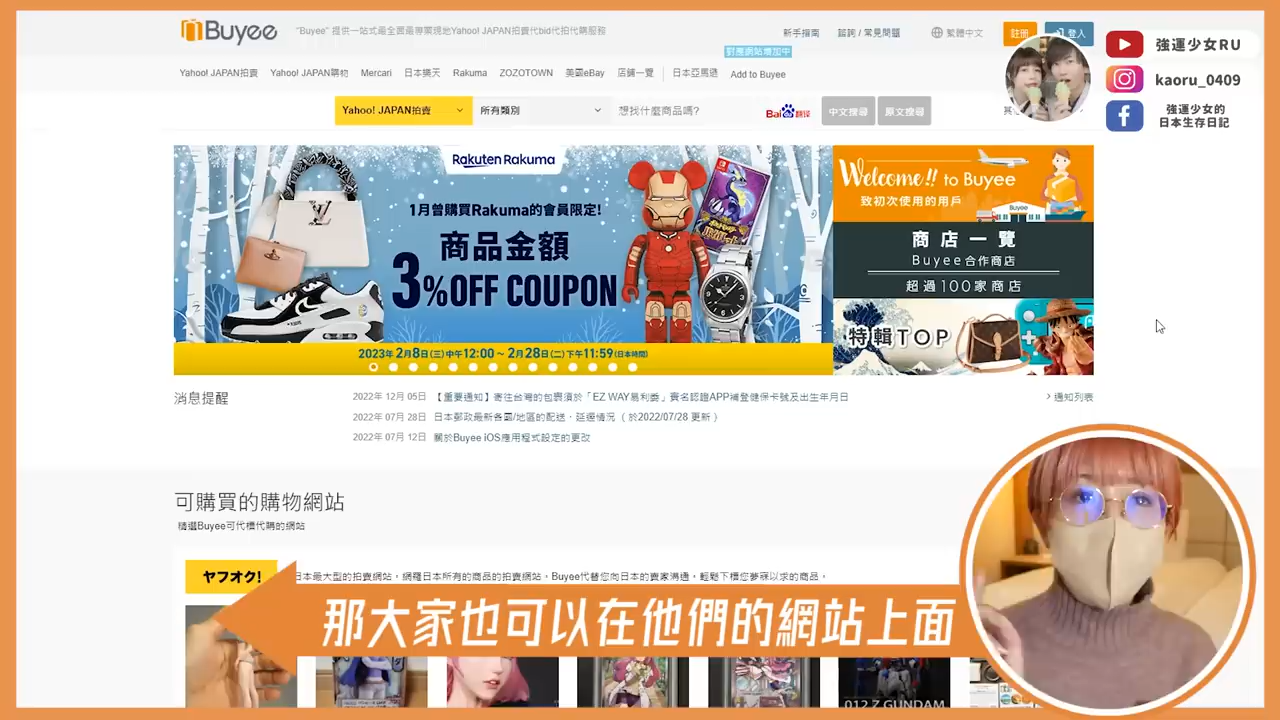 Buyee
"Buyee" 提供一站式最全面最專業現地Yahoo! JAPAN拍賣代bid代拍代購服務
新手指南
諮詢 / 常見問題
繁體中文
註冊
登入
對應網站增加中
Yahoo! JAPAN拍賣
Yahoo! JAPAN購物
Mercari
日本樂天
Rakuma
ZOZOTOWN
美國eBay
店鋪一覽
日本亞馬遜
Add to Buyee
Yahoo! JAPAN拍賣
所有類別
想找什麼商品嗎?
Bai 翻译
中文搜尋
原文搜尋
強運少女RU
kaoru_0409
強運少女的
日本生存日記
Rakuten Rakuma
1月曾購買Rakuma的會員限定!
商品金額
3%OFF COUPON
2023年 2月8日(三)中午12:00 ~ 2月28日(二)下午11:59(日本時間)
Welcome!! to Buyee
致初次使用的用戶
Buyee
商店一覽
Buyee合作商店
超過100家商店
特輯TOP
消息提醒
2022年 12月 05日 【重要通知】寄往台灣的包裹須於「EZ WAY易利委」實名認證APP補登健保卡號及出生年月日
通知列表
2022年 07月 28日 日本郵政最新各國/地區的配送・延遲情況（ 於2022/07/28 更新 ）
2022年 07月 12日 關於Buyee iOS應用程式設定的更改
可購買的購物網站
精選Buyee可代標代購的網站
ヤフオク!
日本最大型的拍賣網站，網羅日本所有的商品的拍賣網站，Buyee代替您向日本的賣家溝通，輕鬆下標您夢寐以求的商品。
那大家也可以在他們的網站上面
012 Z GUNDAM